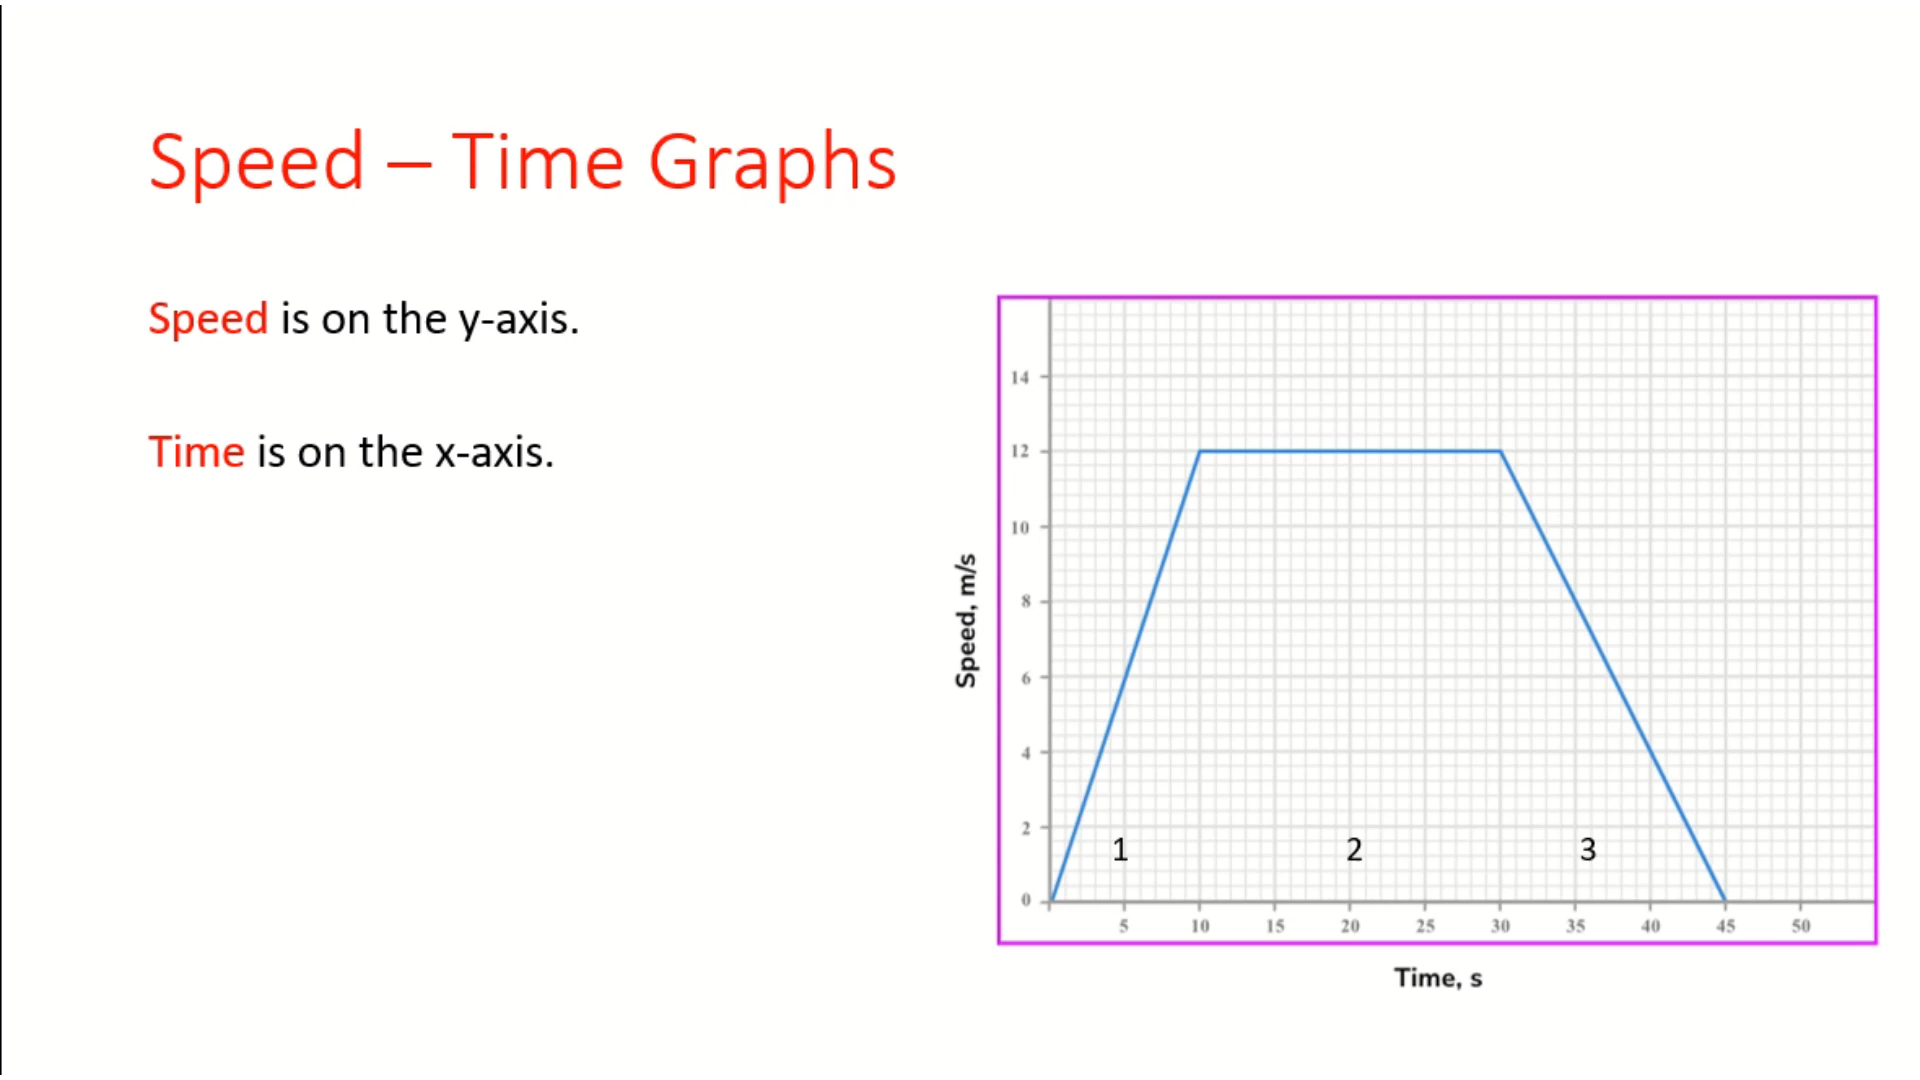 Speed – Time Graphs
Speed is on the y-axis.
Time is on the x-axis.
Speed, m/s
14
12
10
8
6
4
2
0
1 2 3
5 10 15 20 25 30 35 40 45 50
Time, s